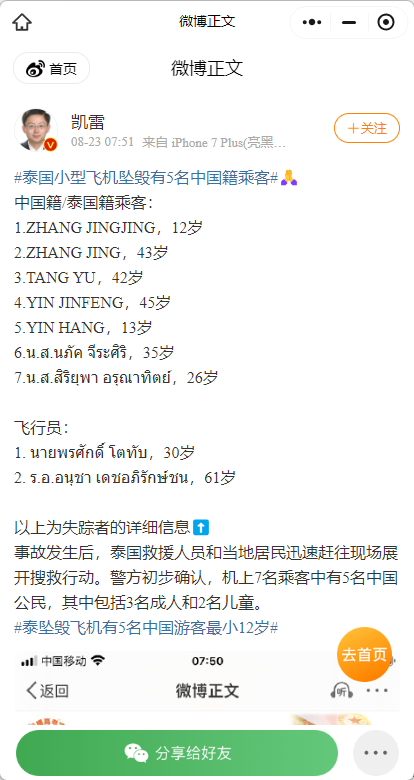 微博正文
首页
微博正文
凯雷
＋关注
08-23 07:51 来自 iPhone 7 Plus(亮黑…
#泰国小型飞机坠毁有5名中国籍乘客#🙏
中国籍/泰国籍乘客：
1.ZHANG JINGJING，12岁
2.ZHANG JING，43岁
3.TANG YU，42岁
4.YIN JINFENG，45岁
5.YIN HANG，13岁
6.น.ส.นภัค จีระศิริ，35岁
7.น.ส.สิริยุพา อรุณาทิตย์，26岁
飞行员：
1. นายพรศักดิ์ โตทับ，30岁
2. ร.อ.อนุชา เดชอภิรักษ์ชน，61岁
以上为失踪者的详细信息⬆️
事故发生后，泰国救援人员和当地居民迅速赶往现场展
开搜救行动。警方初步确认，机上7名乘客中有5名中国
公民，其中包括3名成人和2名儿童。
#泰坠毁飞机有5名中国游客最小12岁#
去首页
中国移动 07:50
返回 微博正文 听
分享给好友